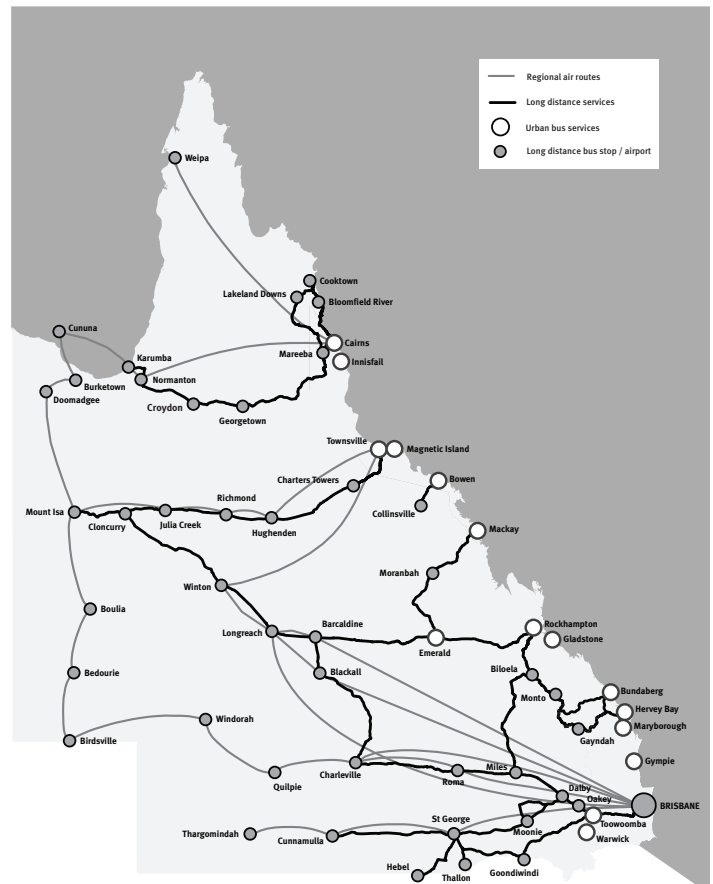 Regional air routes
Long distance services
Urban bus services
Long distance bus stop / airport
Weipa
Cooktown
Lakeland Downs
Bloomfield River
Cununa
Cairns
Karumba
Mareeba
Innisfail
Burketown
Normanton
Doomadgee
Croydon
Georgetown
Townsville
Magnetic Island
Charters Towers
Bowen
Richmond
Collinsville
Mount Isa
Cloncurry
Julia Creek
Hughenden
Mackay
Moranbah
Winton
Boulia
Barcaldine
Rockhampton
Longreach
Gladstone
Emerald
Blackall
Biloela
Bedourie
Monto
Bundaberg
Hervey Bay
Windorah
Maryborough
Birdsville
Gayndah
Gympie
Quilpie
Charleville
Roma
Miles
Dalby
Oakey
BRISBANE
St George
Toowoomba
Thargomindah
Cunnamulla
Moonie
Warwick
Hebel
Thallon
Goondiwindi